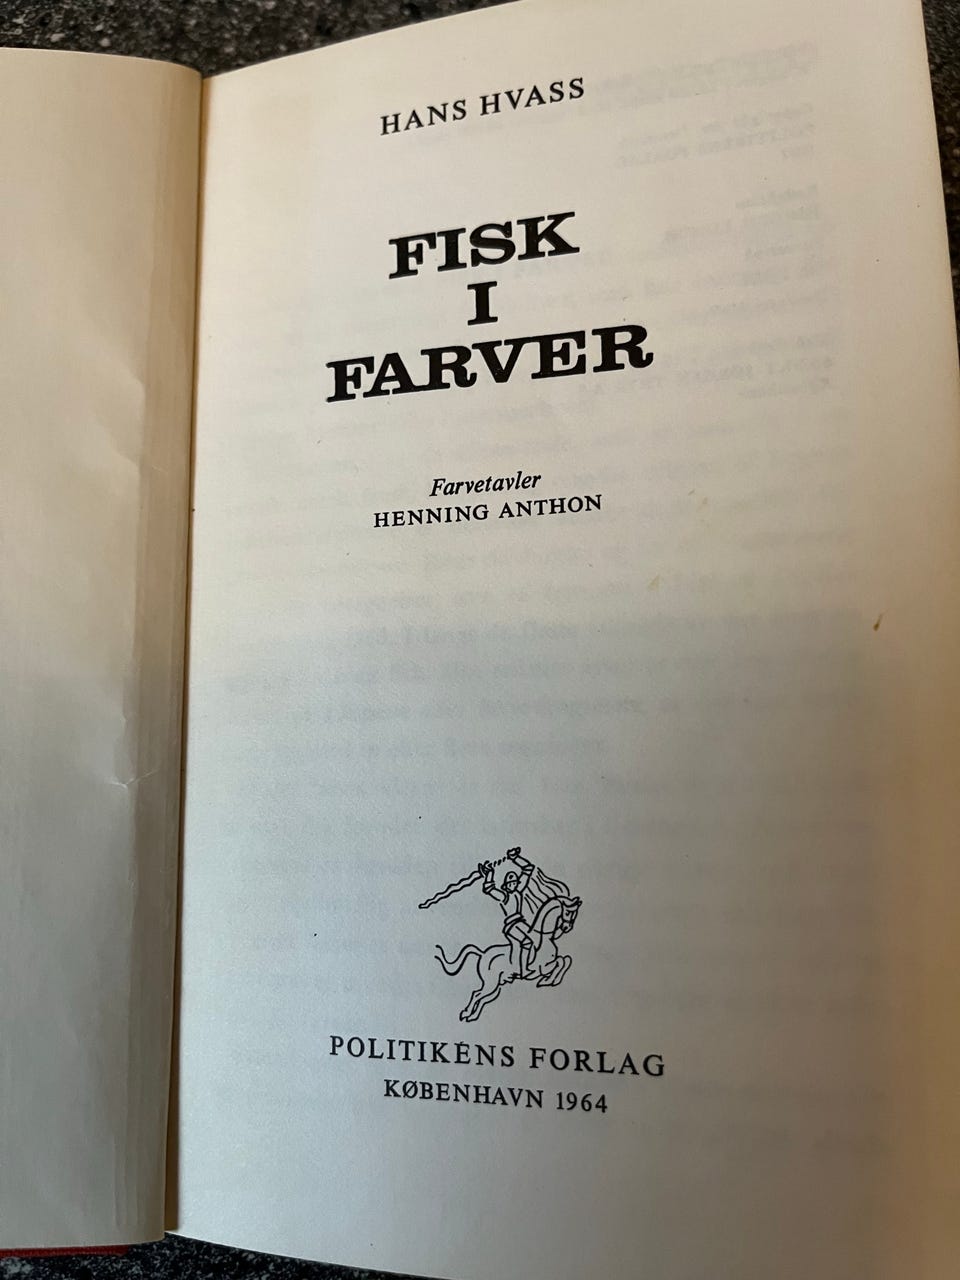 HANS HVASS
FISK
I
FARVER
Farvetavler
HENNING ANTHON
POLITIKENS FORLAG
KØBENHAVN 1964